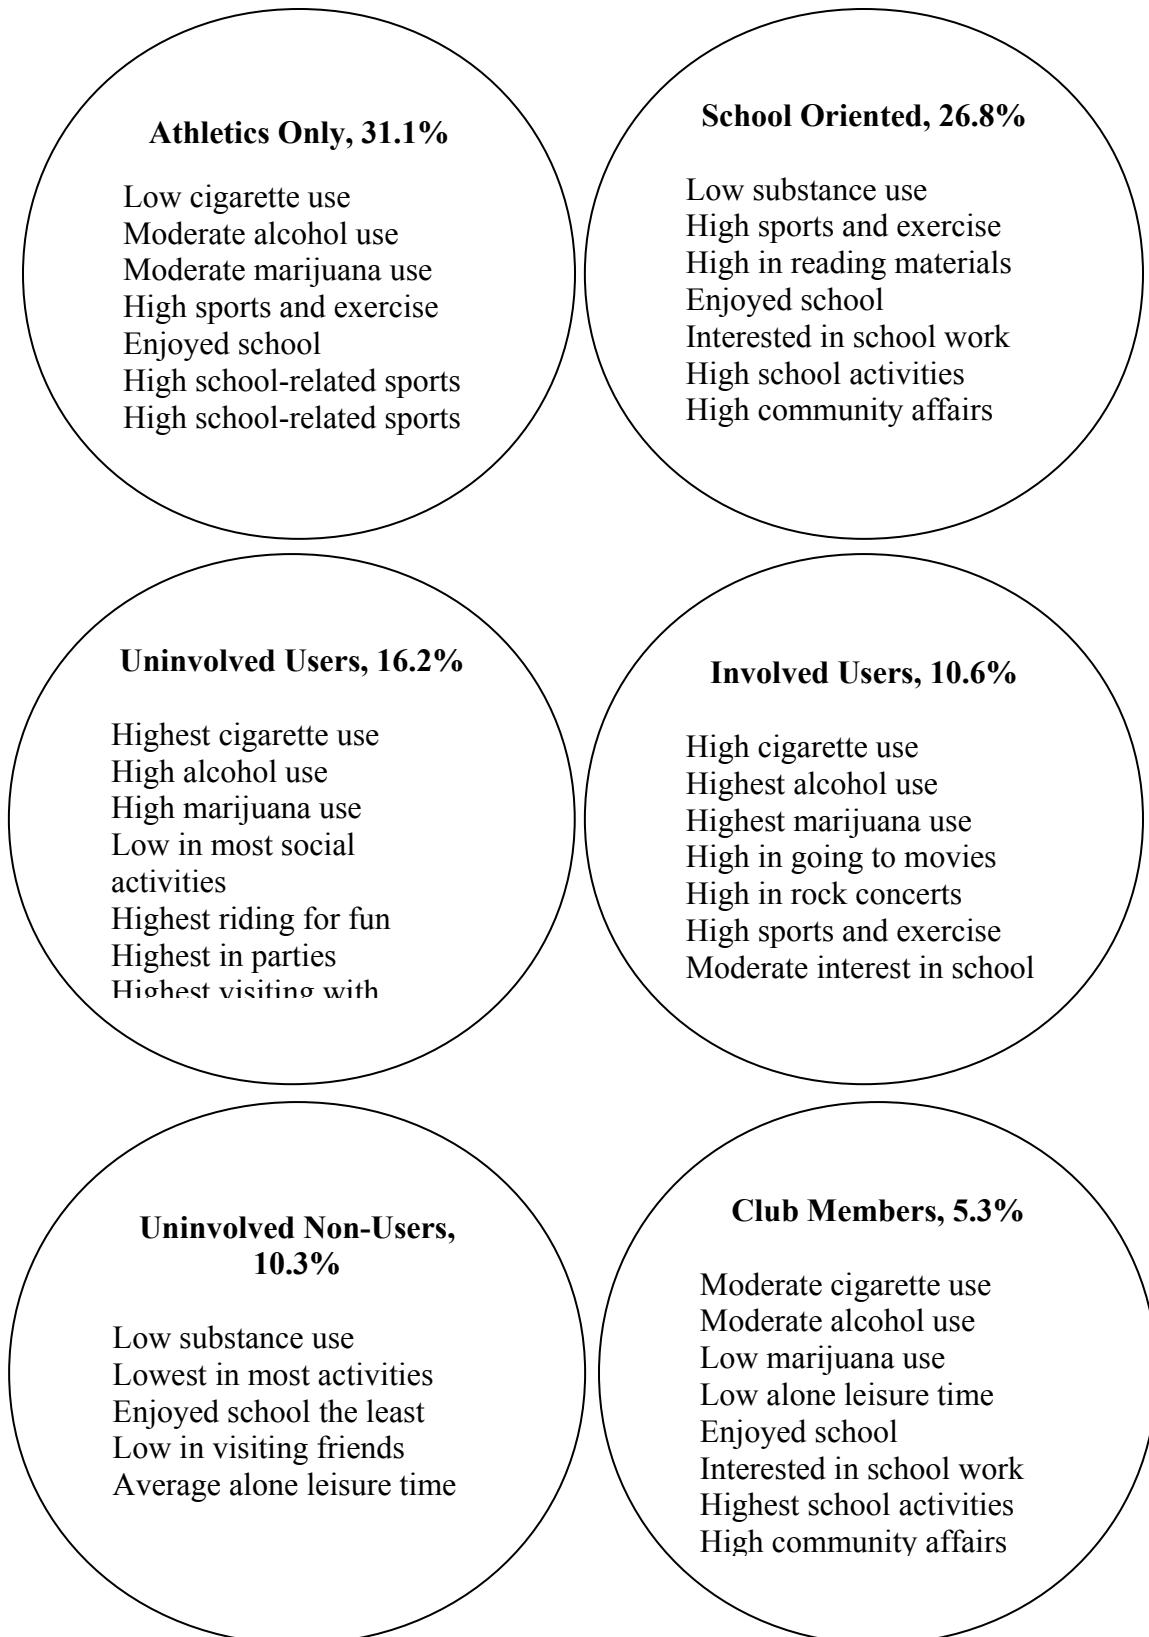 Athletics Only, 31.1%
Low cigarette use
Moderate alcohol use
Moderate marijuana use
High sports and exercise
Enjoyed school
High school-related sports
High school-related sports
School Oriented, 26.8%
Low substance use
High sports and exercise
High in reading materials
Enjoyed school
Interested in school work
High school activities
High community affairs
Uninvolved Users, 16.2%
Highest cigarette use
High alcohol use
High marijuana use
Low in most social
activities
Highest riding for fun
Highest in parties
Highest visiting with
Involved Users, 10.6%
High cigarette use
Highest alcohol use
Highest marijuana use
High in going to movies
High in rock concerts
High sports and exercise
Moderate interest in school
Uninvolved Non-Users,
10.3%
Low substance use
Lowest in most activities
Enjoyed school the least
Low in visiting friends
Average alone leisure time
Club Members, 5.3%
Moderate cigarette use
Moderate alcohol use
Low marijuana use
Low alone leisure time
Enjoyed school
Interested in school work
Highest school activities
High community affairs